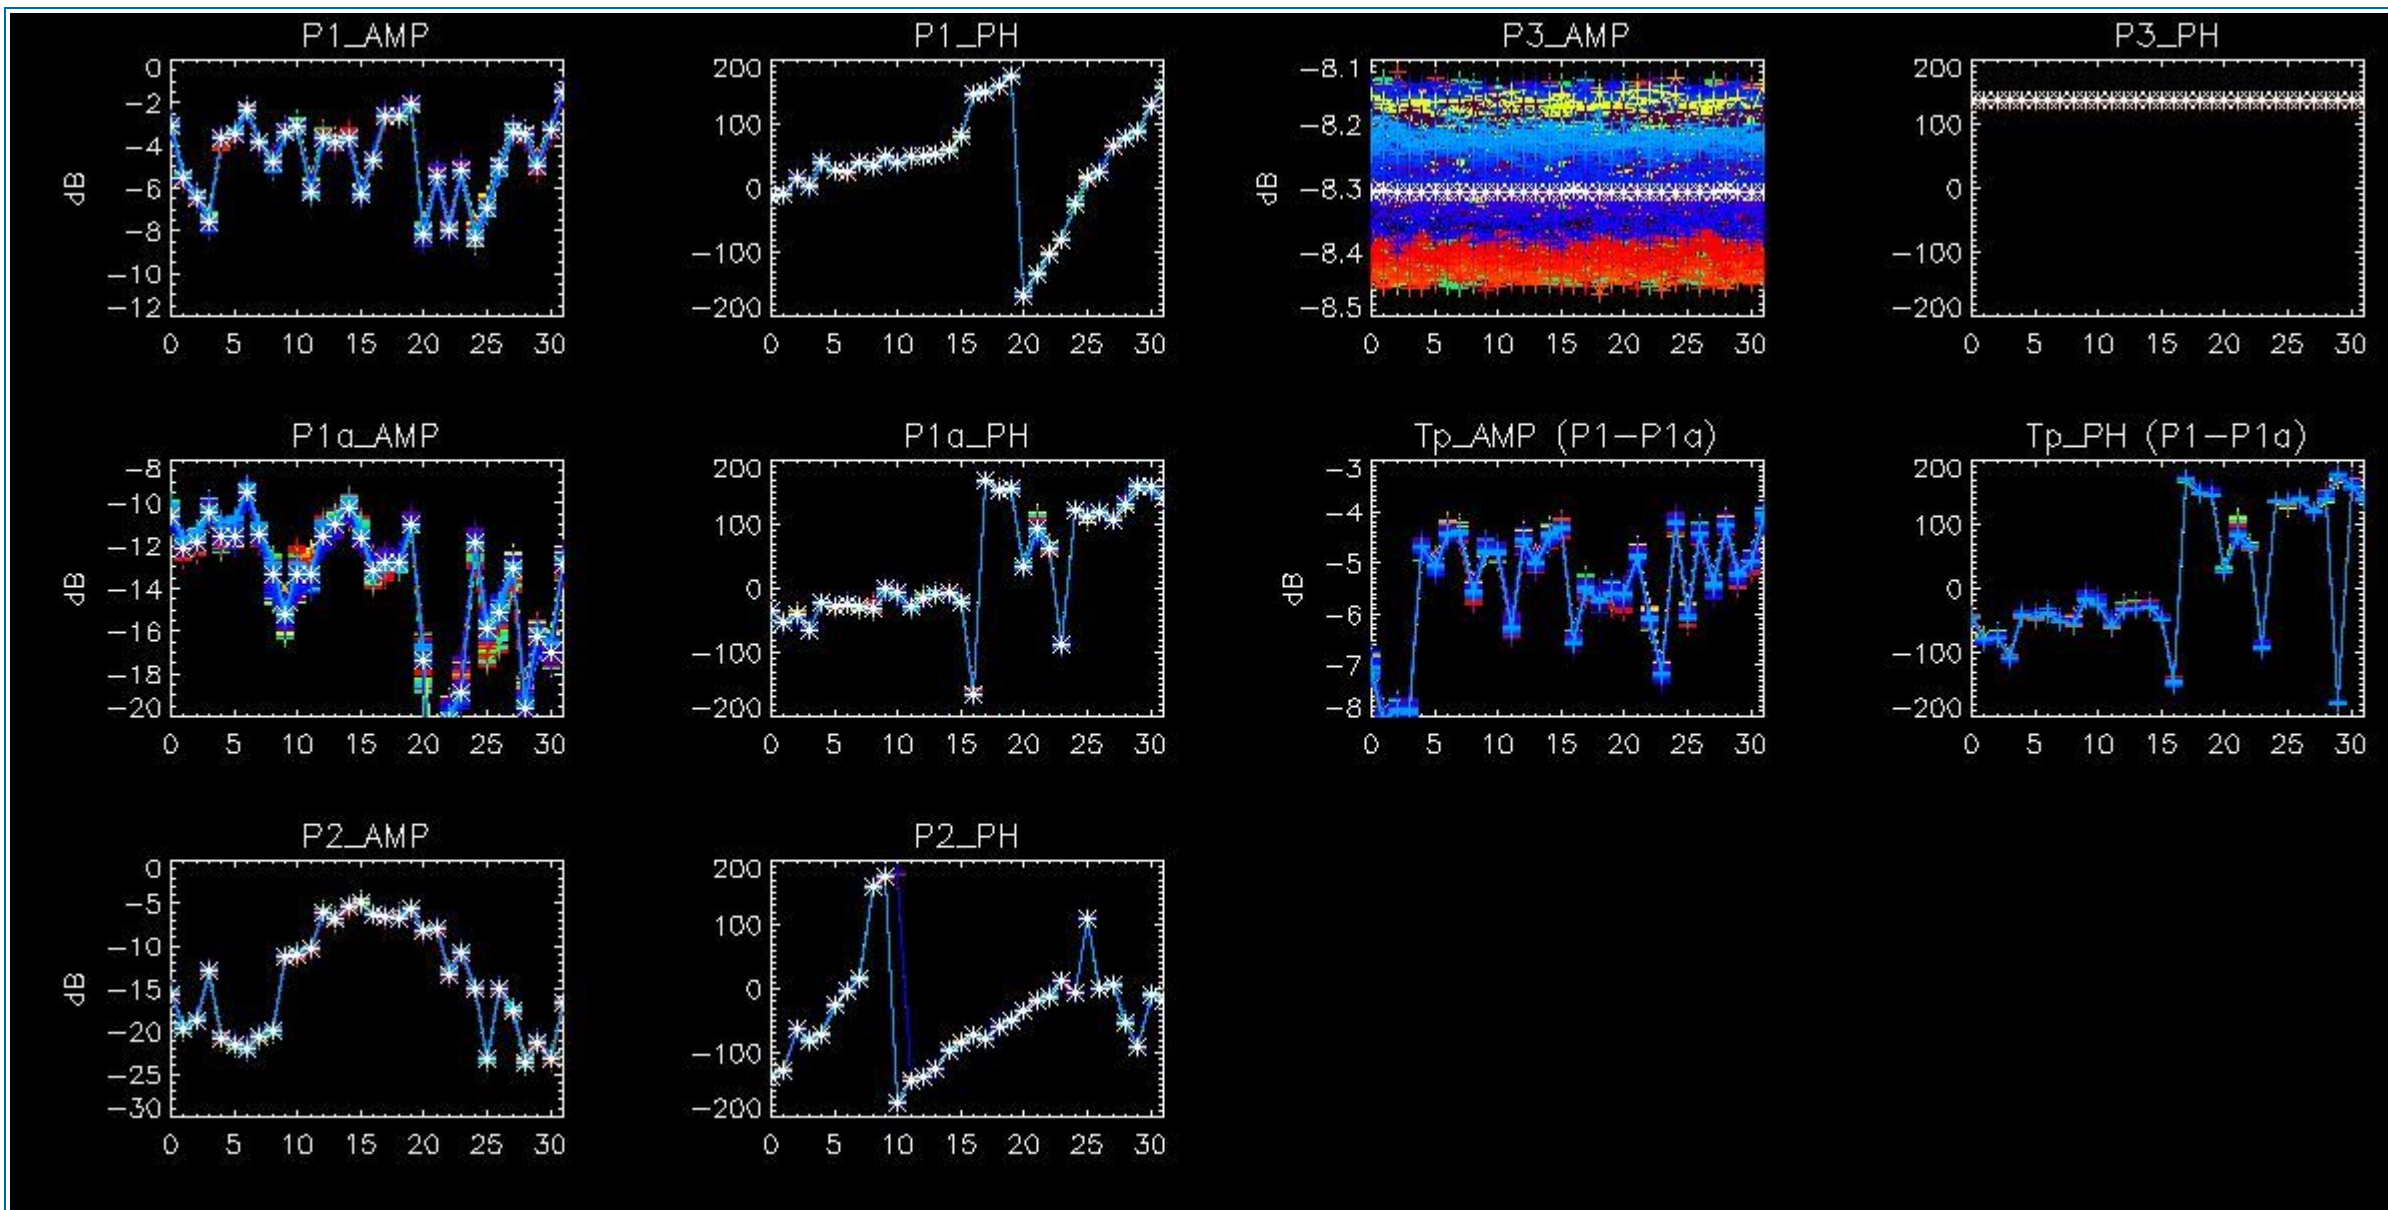 P1_AMP
0
−2
−4
−6
−8
−10
−12
dB
0 5 10 15 20 25 30
P1_PH
200
100
0
−100
−200
0 5 10 15 20 25 30
P3_AMP
−8.1
−8.2
−8.3
−8.4
−8.5
dB
0 5 10 15 20 25 30
P3_PH
200
100
0
−100
−200
0 5 10 15 20 25 30
P1a_AMP
−8
−10
−12
−14
−16
−18
−20
dB
0 5 10 15 20 25 30
P1a_PH
200
100
0
−100
−200
0 5 10 15 20 25 30
Tp_AMP (P1−P1a)
−3
−4
−5
−6
−7
−8
dB
0 5 10 15 20 25 30
Tp_PH (P1−P1a)
200
100
0
−100
−200
0 5 10 15 20 25 30
P2_AMP
0
−5
−10
−15
−20
−25
−30
dB
0 5 10 15 20 25 30
P2_PH
200
100
0
−100
−200
0 5 10 15 20 25 30